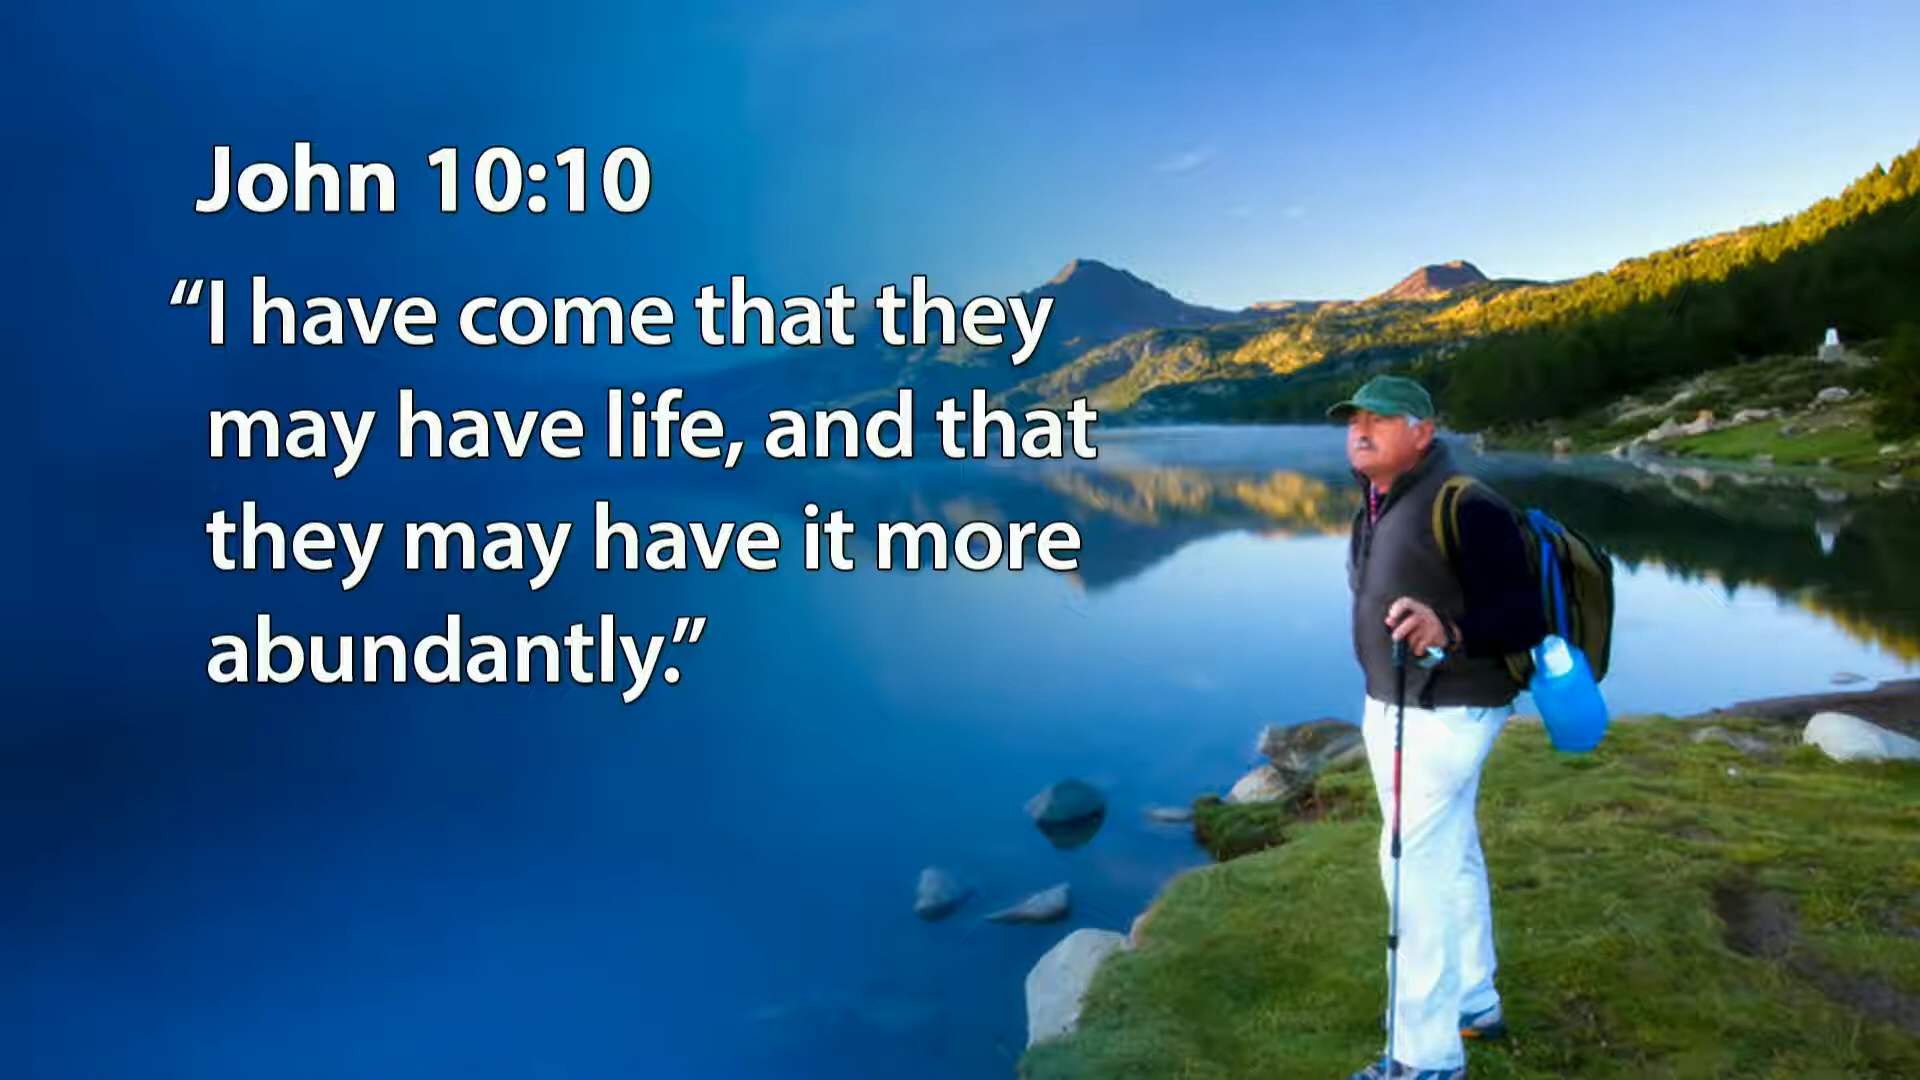 John 10:10
“I have come that they
may have life, and that
they may have it more
abundantly.”